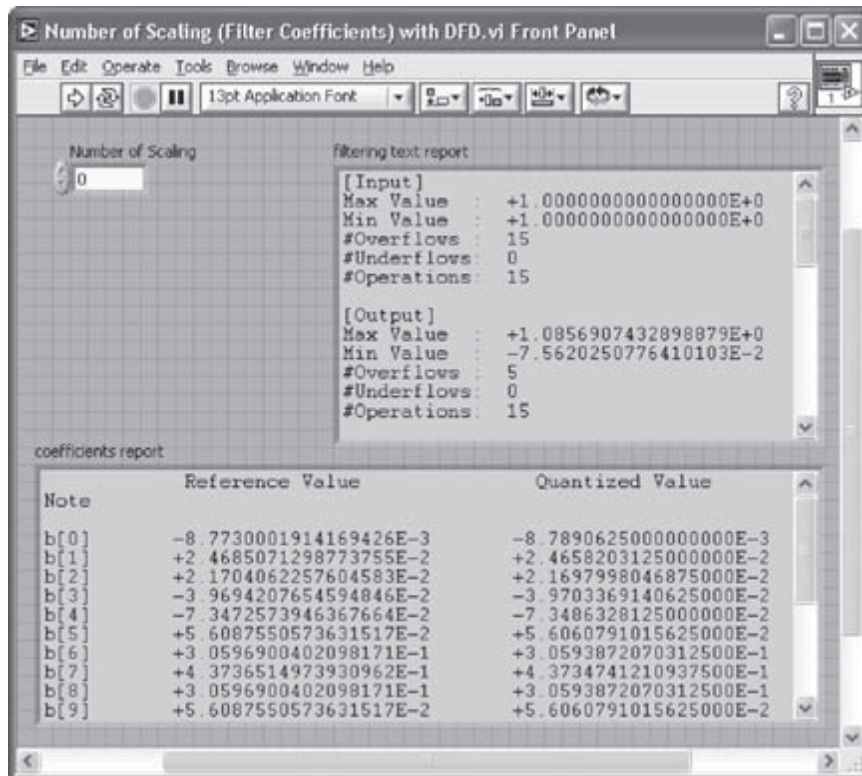 Number of Scaling (Filter Coefficients) with DFD.vi Front Panel
File Edit Operate Tools Browse Window Help
13pt Application Font
1
Number of Scaling
0
filtering text report
[Input]
Max Value : +1.0000000000000000E+0
Min Value : +1.0000000000000000E+0
#Overflows : 15
#Underflows: 0
#Operations: 15
[Output]
Max Value : +1.0856907432898879E+0
Min Value : -7.5620250776410103E-2
#Overflows : 5
#Underflows: 0
#Operations: 15
coefficients report
Reference Value Quantized Value
Note
b[0] -8.7730001914169426E-3 -8.7890625000000000E-3
b[1] +2.4685071298773755E-2 +2.4658203125000000E-2
b[2] +2.1704062257604583E-2 +2.1697998046875000E-2
b[3] -3.9694207654594846E-2 -3.9703369140625000E-2
b[4] -7.3472573946367664E-2 -7.3486328125000000E-2
b[5] +5.6087550573631517E-2 +5.6060791015625000E-2
b[6] +3.0596900402098171E-1 +3.0593872070312500E-1
b[7] +4.3736514973930962E-1 +4.3734741210937500E-1
b[8] +3.0596900402098171E-1 +3.0593872070312500E-1
b[9] +5.6087550573631517E-2 +5.6060791015625000E-2